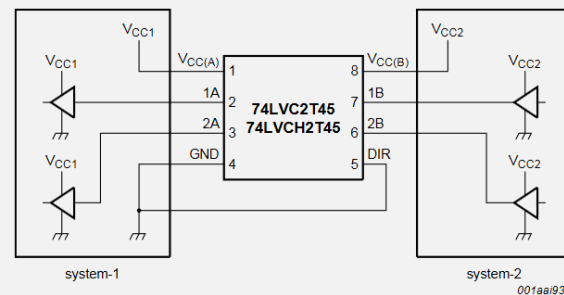 VCC1
VCC1
VCC1
VCC(A)
1
1A
2
2A
3
GND
4
74LVC2T45
74LVCH2T45
VCC(B)
8
1B
7
2B
6
DIR
5
VCC2
VCC2
VCC2
system-1
system-2
001aai93